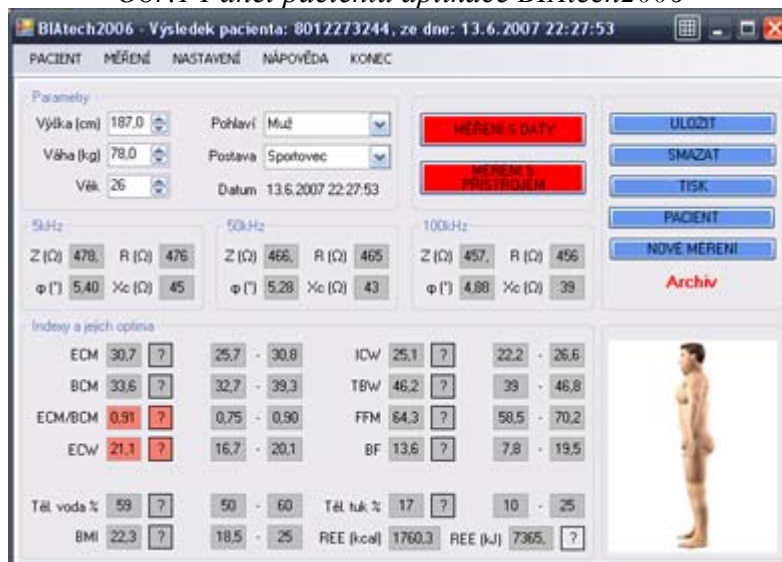 Obr.1 Panel pacienta aplikace BIAtech2006
BIAtech2006 - Výsledek pacienta: 8012273244, ze dne: 13.6.2007 22:27:53
PACIENT MĚŘENÍ NASTAVENÍ NÁPOVĚDA KONEC
Parametry
Výška (cm) 187,0 Pohlaví Muž MĚŘENÍ S DATY ULOŽIT
Váha (kg) 78,0 Postava Sportovec MĚŘENÍ S PŘÍSTROJEM SMAZAT
Věk 26 Datum 13.6.2007 22:27:53 TISK
PACIENT
5kHz 50kHz 100kHz
Z (Ω) 478, R (Ω) 476 Z (Ω) 466, R (Ω) 465 Z (Ω) 457, R (Ω) 456 NOVÉ MĚŘENÍ
φ (°) 5,40 Xc (Ω) 45 φ (°) 5,28 Xc (Ω) 43 φ (°) 4,88 Xc (Ω) 39 Archiv
Indexy a jejich optima
ECM 30,7 ? 25,7 - 30,8 ICW 25,1 ? 22,2 - 26,6
BCM 33,6 ? 32,7 - 39,3 TBW 46,2 ? 39 - 46,8
ECM/BCM 0,91 ? 0,75 - 0,90 FFM 64,3 ? 58,5 - 70,2
ECW 21,1 ? 16,7 - 20,1 BF 13,6 ? 7,8 - 19,5
Těl. voda % 59 ? 50 - 60 Těl. tuk % 17 ? 10 - 25
BMI 22,3 ? 18,5 - 25 REE (kcal) 1760,3 REE (kJ) 7365, ?